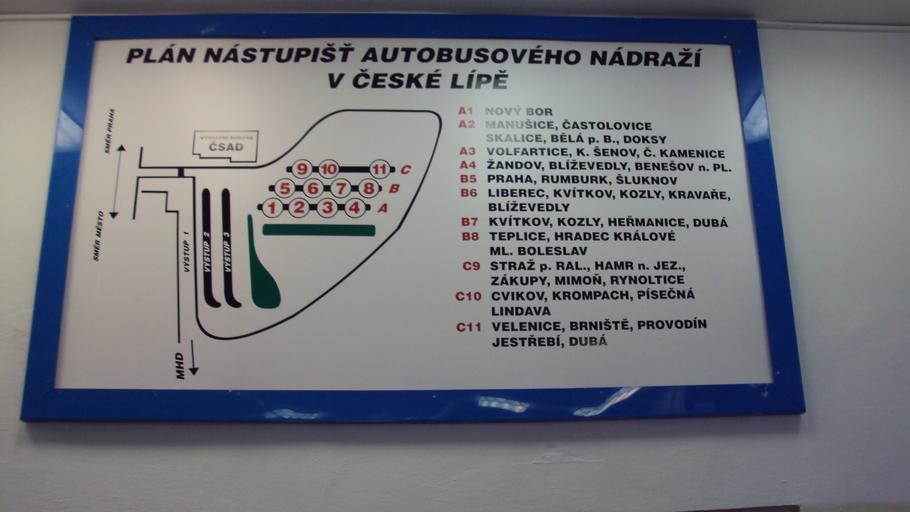 PLÁN NÁSTUPIŠŤ AUTOBUSOVÉHO NÁDRAŽÍ
V ČESKÉ LÍPĚ
SMĚR PRAHA
SMĚR MĚSTO
VÝPRAVNÍ BUDOVA
ČSAD
9 10 11 C
5 6 7 8 B
1 2 3 4 A
VÝSTUP 1
VÝSTUP 2
VÝSTUP 3
MHD
A1 NOVÝ BOR
A2 MANUŠICE, ČASTOLOVICE
SKALICE, BĚLÁ p. B., DOKSY
A3 VOLFARTICE, K. ŠENOV, Č. KAMENICE
A4 ŽANDOV, BLÍŽEVEDLY, BENEŠOV n. PL.
B5 PRAHA, RUMBURK, ŠLUKNOV
B6 LIBEREC, KVÍTKOV, KOZLY, KRAVAŘE,
BLÍŽEVEDLY
B7 KVÍTKOV, KOZLY, HEŘMANICE, DUBÁ
B8 TEPLICE, HRADEC KRÁLOVÉ
ML. BOLESLAV
C9 STRAŽ p. RAL., HAMR n. JEZ.,
ZÁKUPY, MIMOŇ, RYNOLTICE
C10 CVIKOV, KROMPACH, PÍSEČNÁ
LINDAVA
C11 VELENICE, BRNIŠTĚ, PROVODÍN
JESTŘEBÍ, DUBÁ